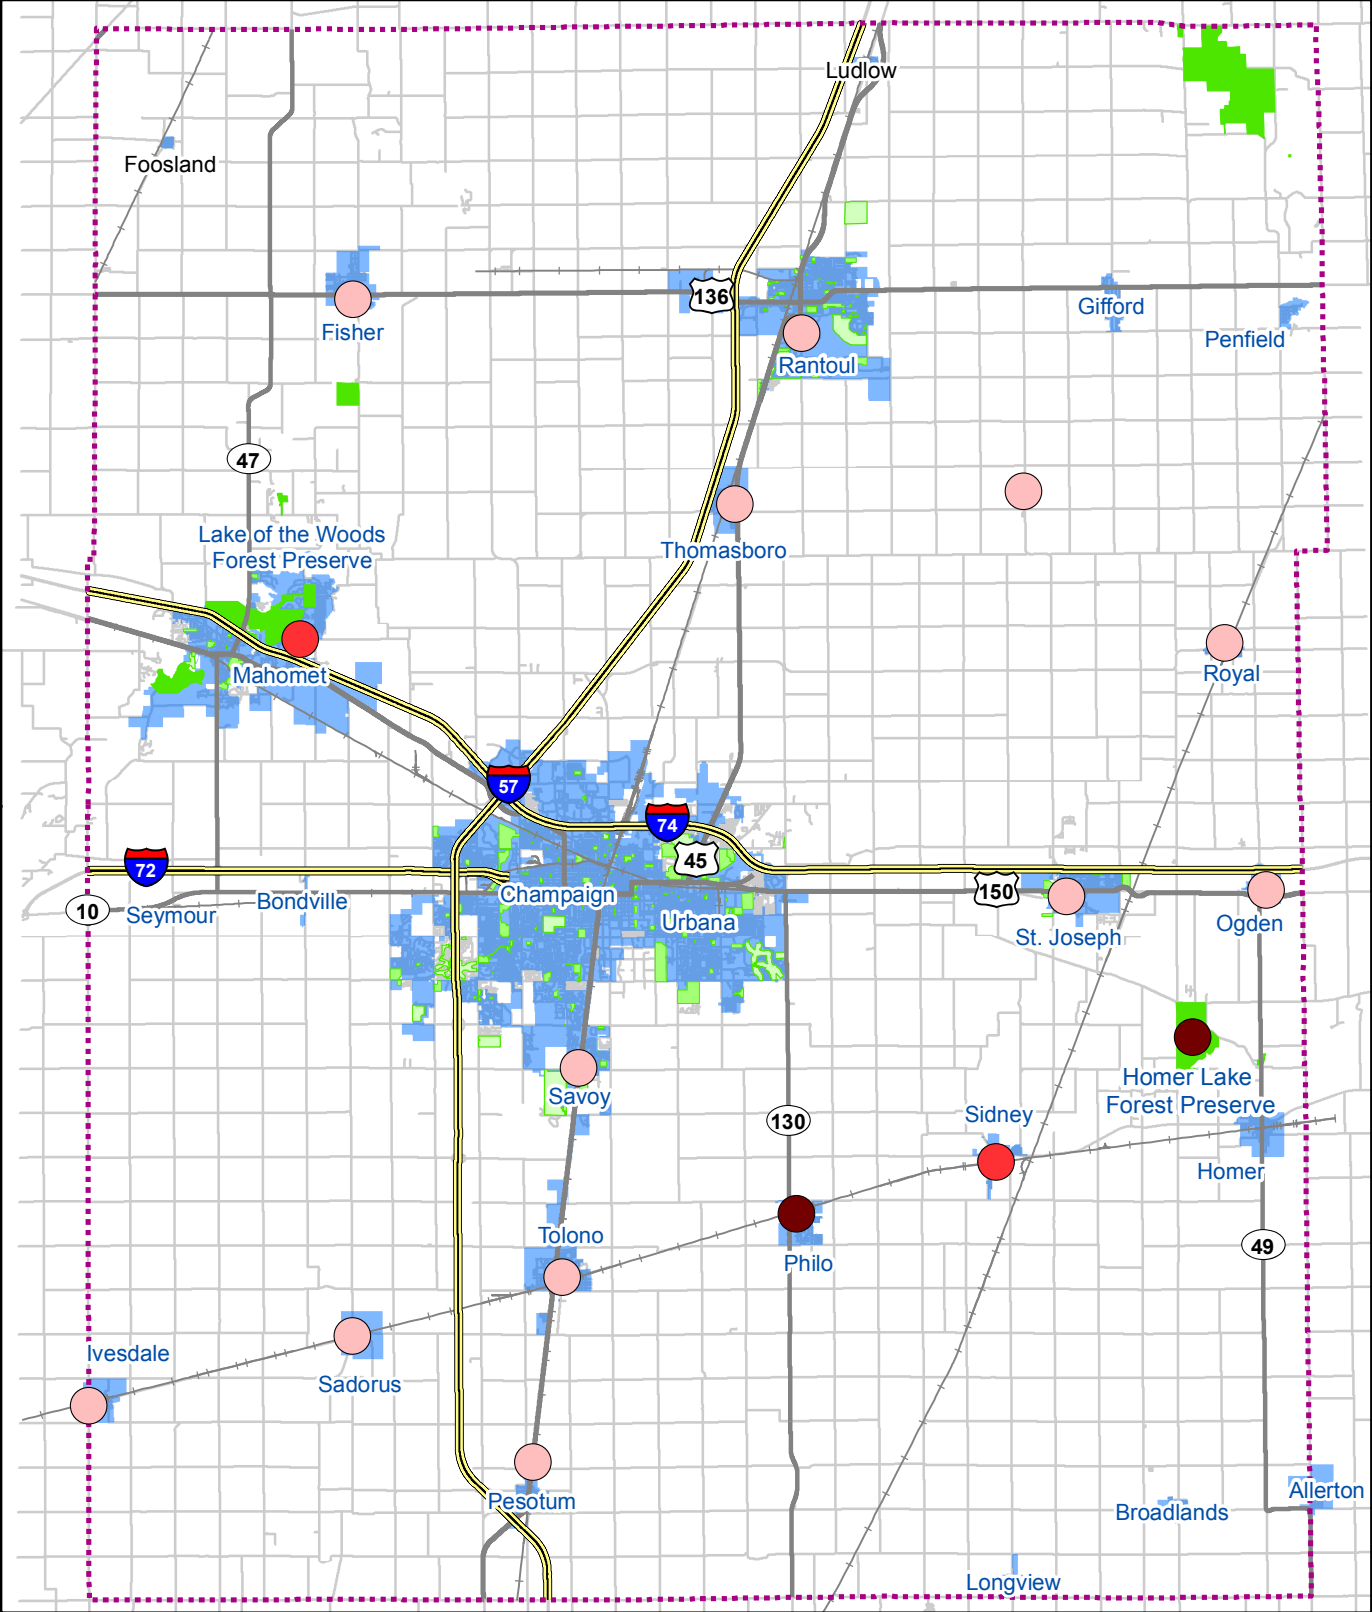 Ludlow
Foosland
136
Gifford
Fisher
Penfield
Rantoul
47
Lake of the Woods
Forest Preserve
Thomasboro
Mahomet
Royal
57
74
45
72
Champaign
150
Bondville
10
Seymour
Urbana
Ogden
St. Joseph
Homer Lake
Forest Preserve
Savoy
Sidney
130
Homer
Tolono
49
Philo
Ivesdale
Sadorus
Allerton
Pesotum
Broadlands
Longview